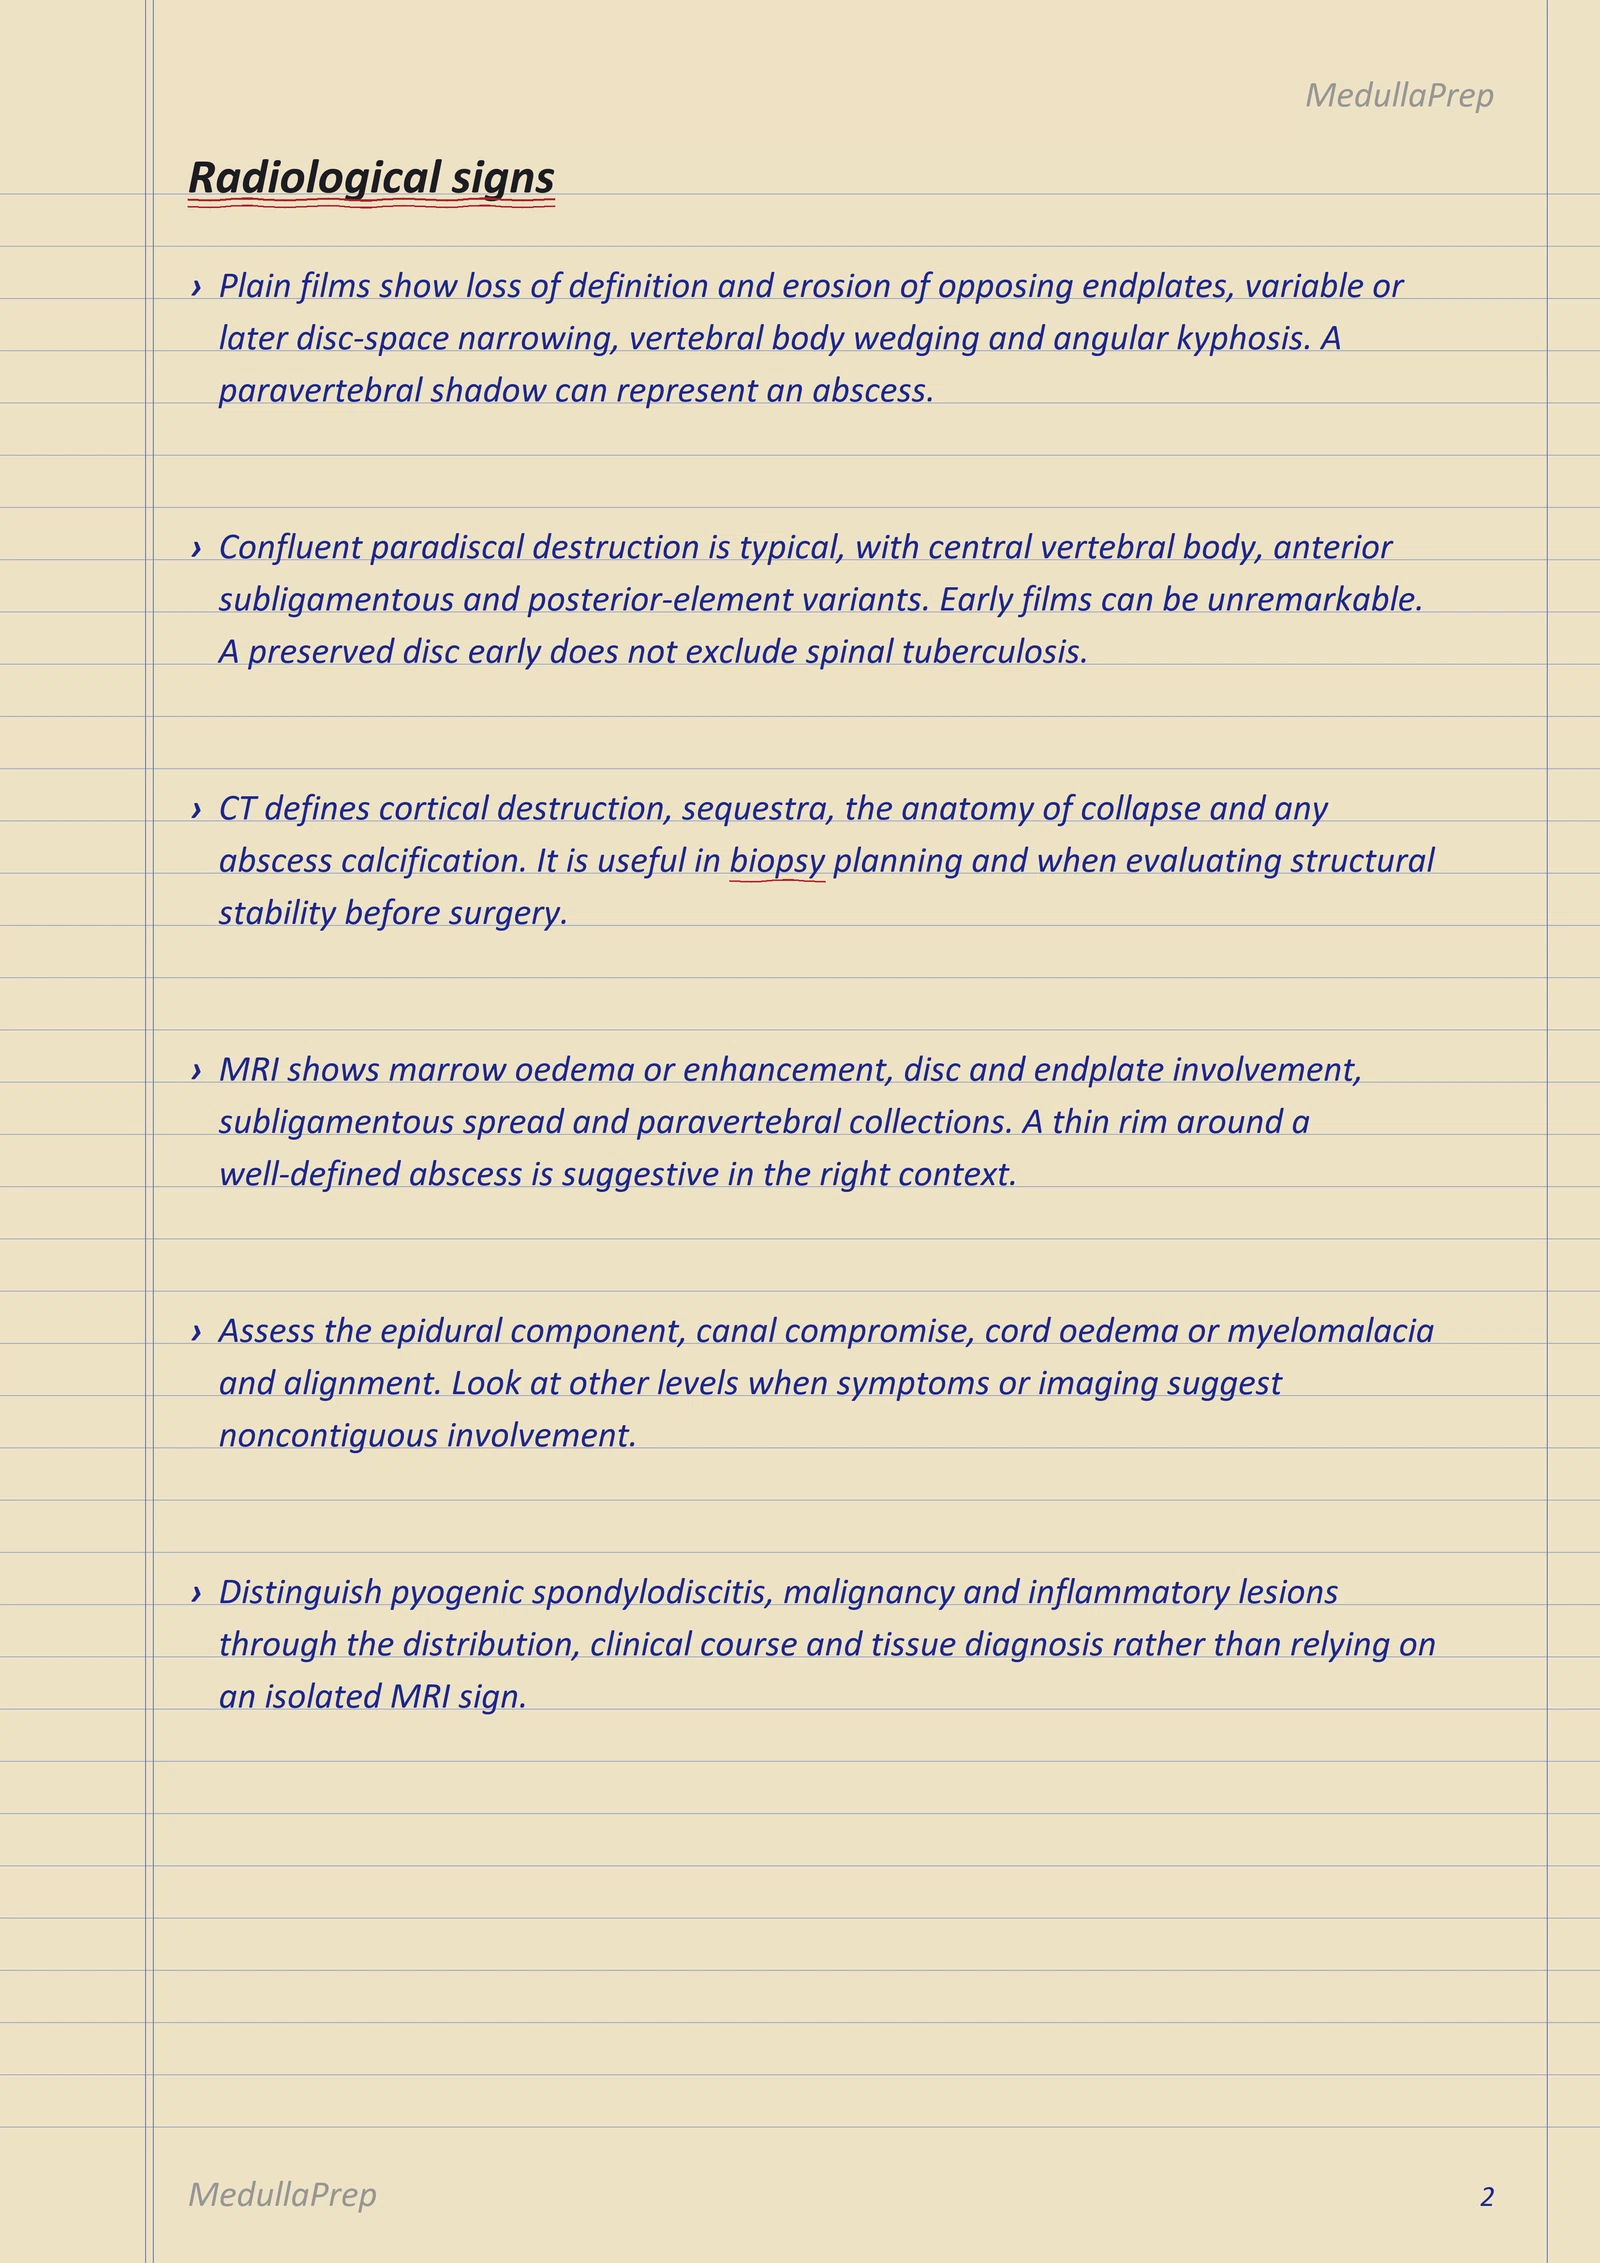 MedullaPrep
Radiological signs
› Plain films show loss of definition and erosion of opposing endplates, variable or
later disc-space narrowing, vertebral body wedging and angular kyphosis. A
paravertebral shadow can represent an abscess.
› Confluent paradiscal destruction is typical, with central vertebral body, anterior
subligamentous and posterior-element variants. Early films can be unremarkable.
A preserved disc early does not exclude spinal tuberculosis.
› CT defines cortical destruction, sequestra, the anatomy of collapse and any
abscess calcification. It is useful in biopsy planning and when evaluating structural
stability before surgery.
› MRI shows marrow oedema or enhancement, disc and endplate involvement,
subligamentous spread and paravertebral collections. A thin rim around a
well-defined abscess is suggestive in the right context.
› Assess the epidural component, canal compromise, cord oedema or myelomalacia
and alignment. Look at other levels when symptoms or imaging suggest
noncontiguous involvement.
› Distinguish pyogenic spondylodiscitis, malignancy and inflammatory lesions
through the distribution, clinical course and tissue diagnosis rather than relying on
an isolated MRI sign.
MedullaPrep
2